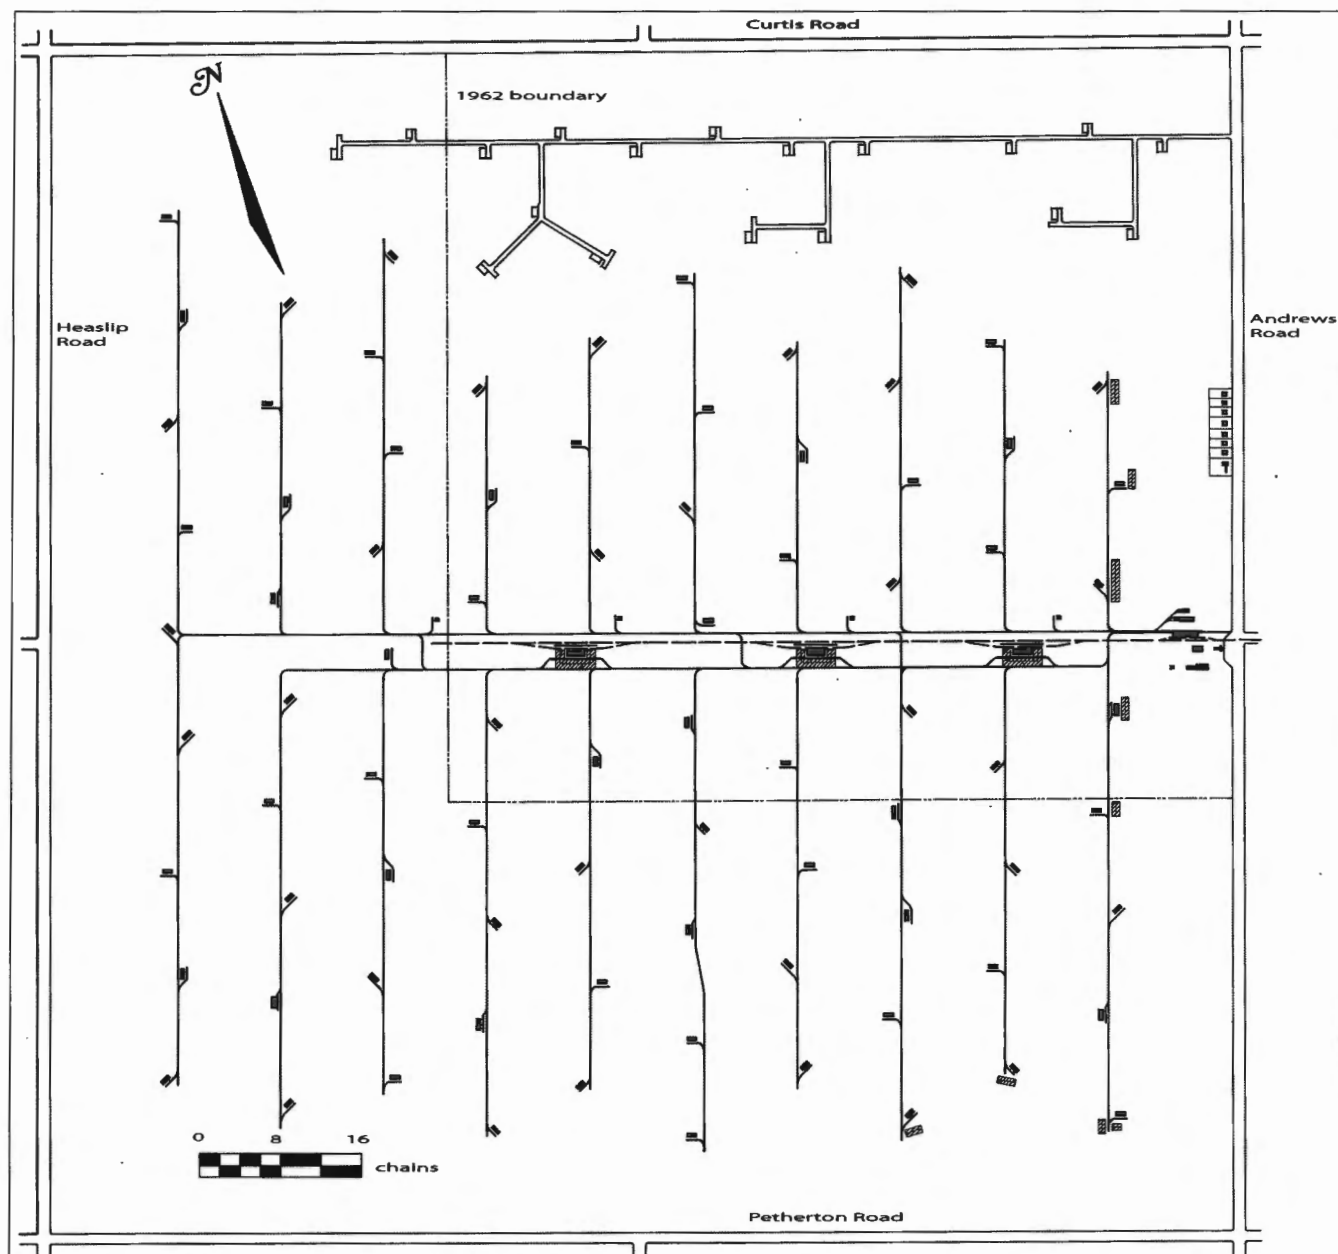 Curtis Road
N
1962 boundary
Heaslip
Road
Andrews
Road
0 8 16
chains
Petherton Road